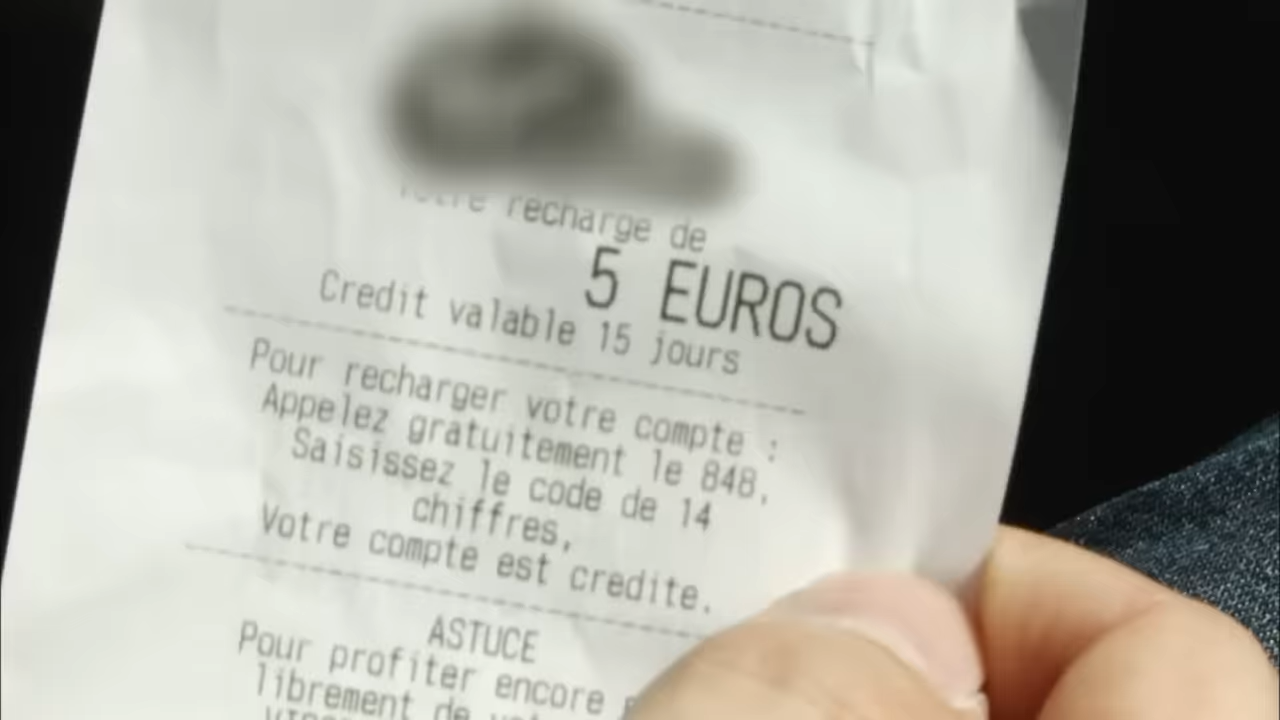 Votre recharge de
5 EUROS
Credit valable 15 jours
Pour recharger votre compte :
Appelez gratuitement le 848,
Saisissez le code de 14
chiffres,
Votre compte est credite.
ASTUCE
Pour profiter encore
librement de